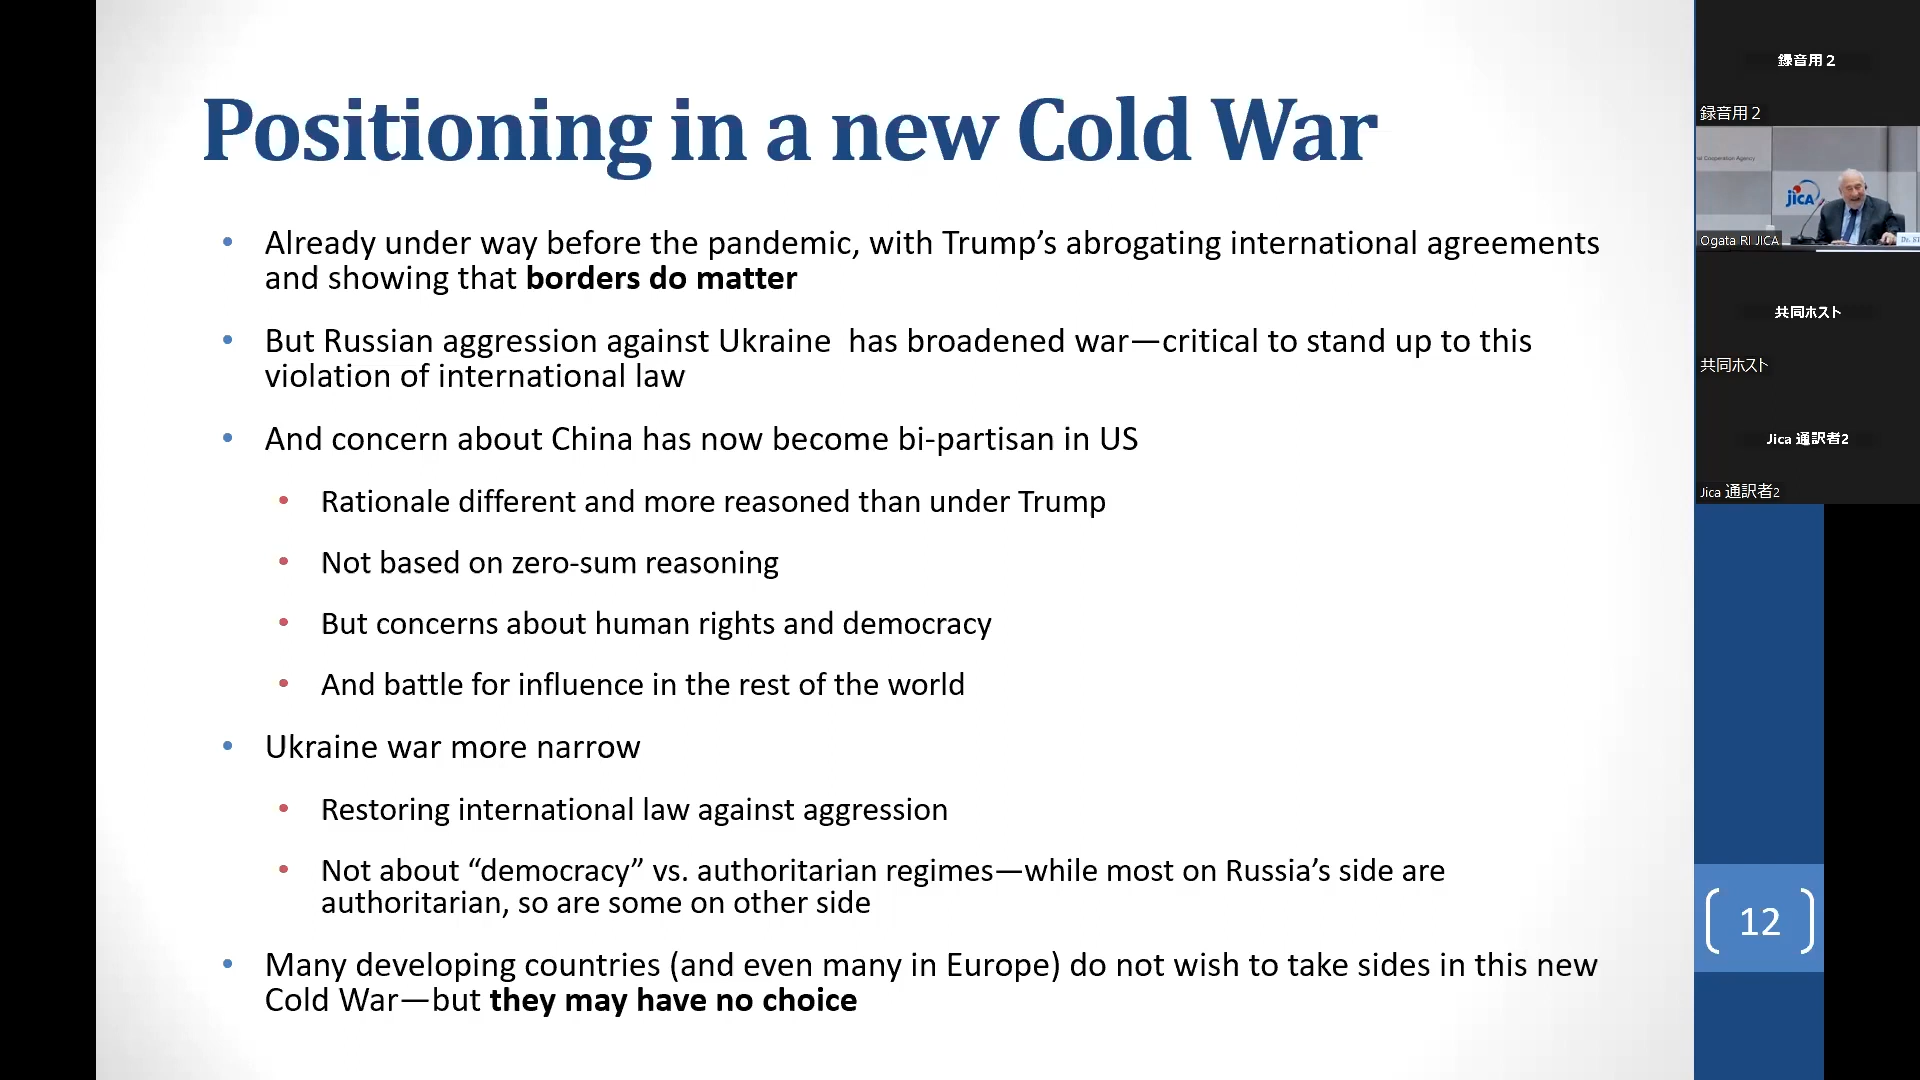 Positioning in a new Cold War
• Already under way before the pandemic, with Trump’s abrogating international agreements
and showing that borders do matter
• But Russian aggression against Ukraine  has broadened war—critical to stand up to this
violation of international law
• And concern about China has now become bi-partisan in US
• Rationale different and more reasoned than under Trump
• Not based on zero-sum reasoning
• But concerns about human rights and democracy
• And battle for influence in the rest of the world
• Ukraine war more narrow
• Restoring international law against aggression
• Not about “democracy” vs. authoritarian regimes—while most on Russia’s side are
authoritarian, so are some on other side
• Many developing countries (and even many in Europe) do not wish to take sides in this new
Cold War—but they may have no choice
12
録音用２
録音用２
Cooperation Agency
jICA
Ogata RI JICA
Dr.
共同ホスト
共同ホスト
Jica 通訳者2
Jica 通訳者2